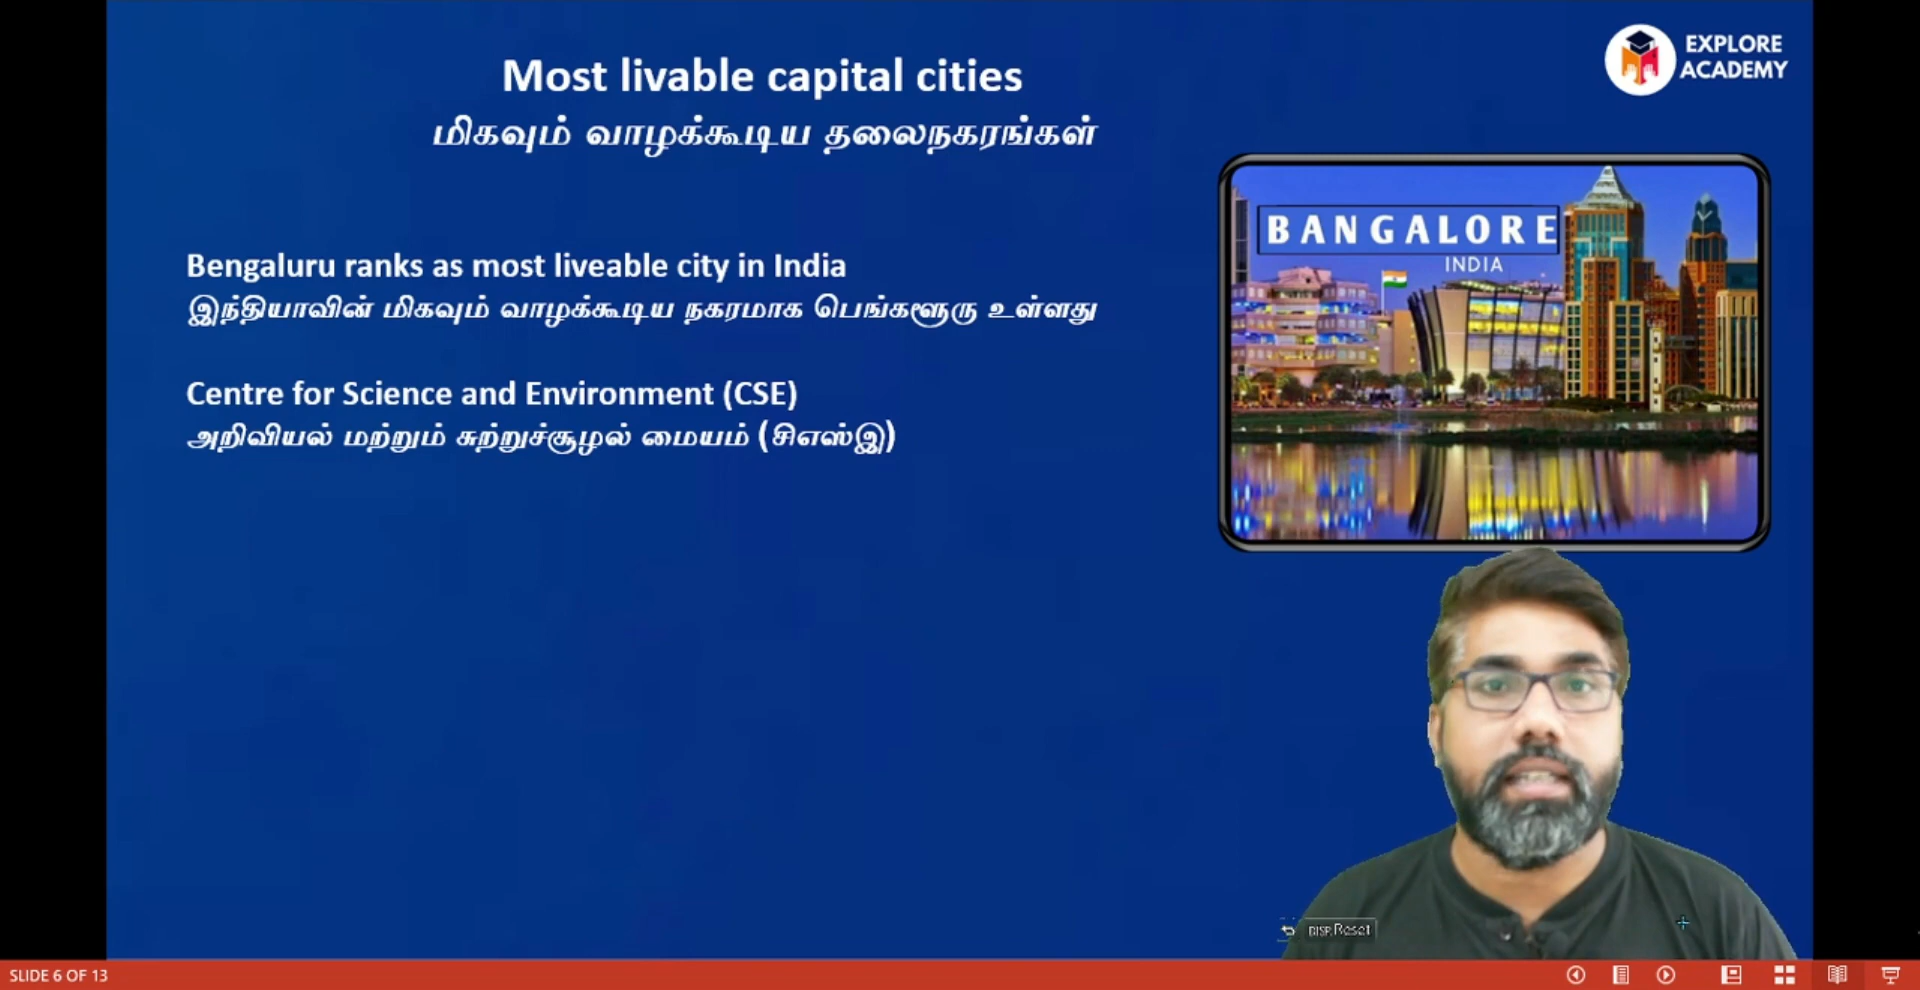 Most livable capital cities
மிகவும் வாழக்கூடிய தலைநகரங்கள்
EXPLORE
ACADEMY
BANGALORE
INDIA
Bengaluru ranks as most liveable city in India
இந்தியாவின் மிகவும் வாழக்கூடிய நகரமாக பெங்களூரு உள்ளது
Centre for Science and Environment (CSE)
அறிவியல் மற்றும் சுற்றுச்சூழல் மையம் (சிஎஸ்இ)
DISP. Reset
SLIDE 6 OF 13